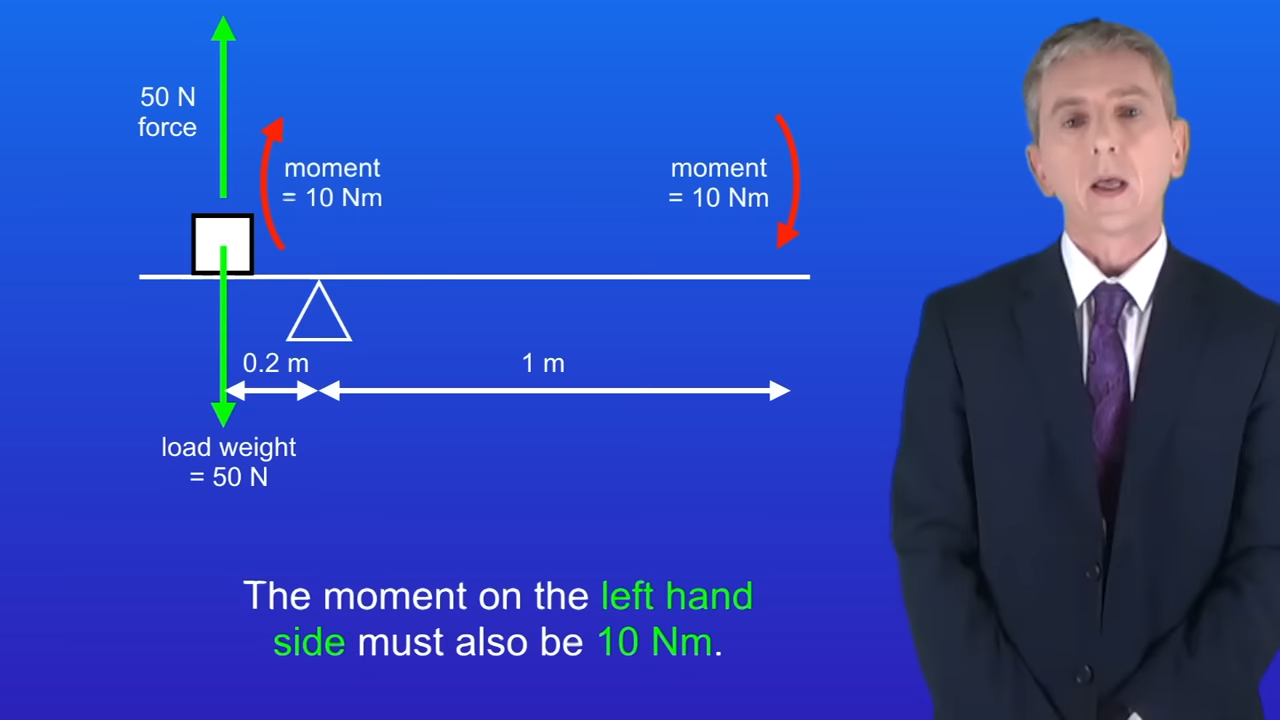 50 N
force
moment
= 10 Nm
moment
= 10 Nm
0.2 m
1 m
load weight
= 50 N
The moment on the left hand
side must also be 10 Nm.